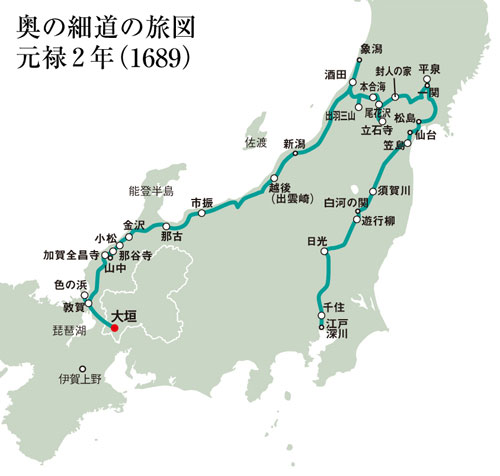 奥の細道の旅図
元禄2年(1689)
象潟
酒田
本合海
封人の家
平泉
一関
出羽三山
尾花沢
立石寺
松島
仙台
笠島
佐渡
新潟
能登半島
市振
越後
(出雲崎)
須賀川
白河の関
遊行柳
日光
金沢
那古
小松
加賀全昌寺
那谷寺
山中
色の浜
敦賀
大垣
琵琶湖
伊賀上野
千住
江戸
深川